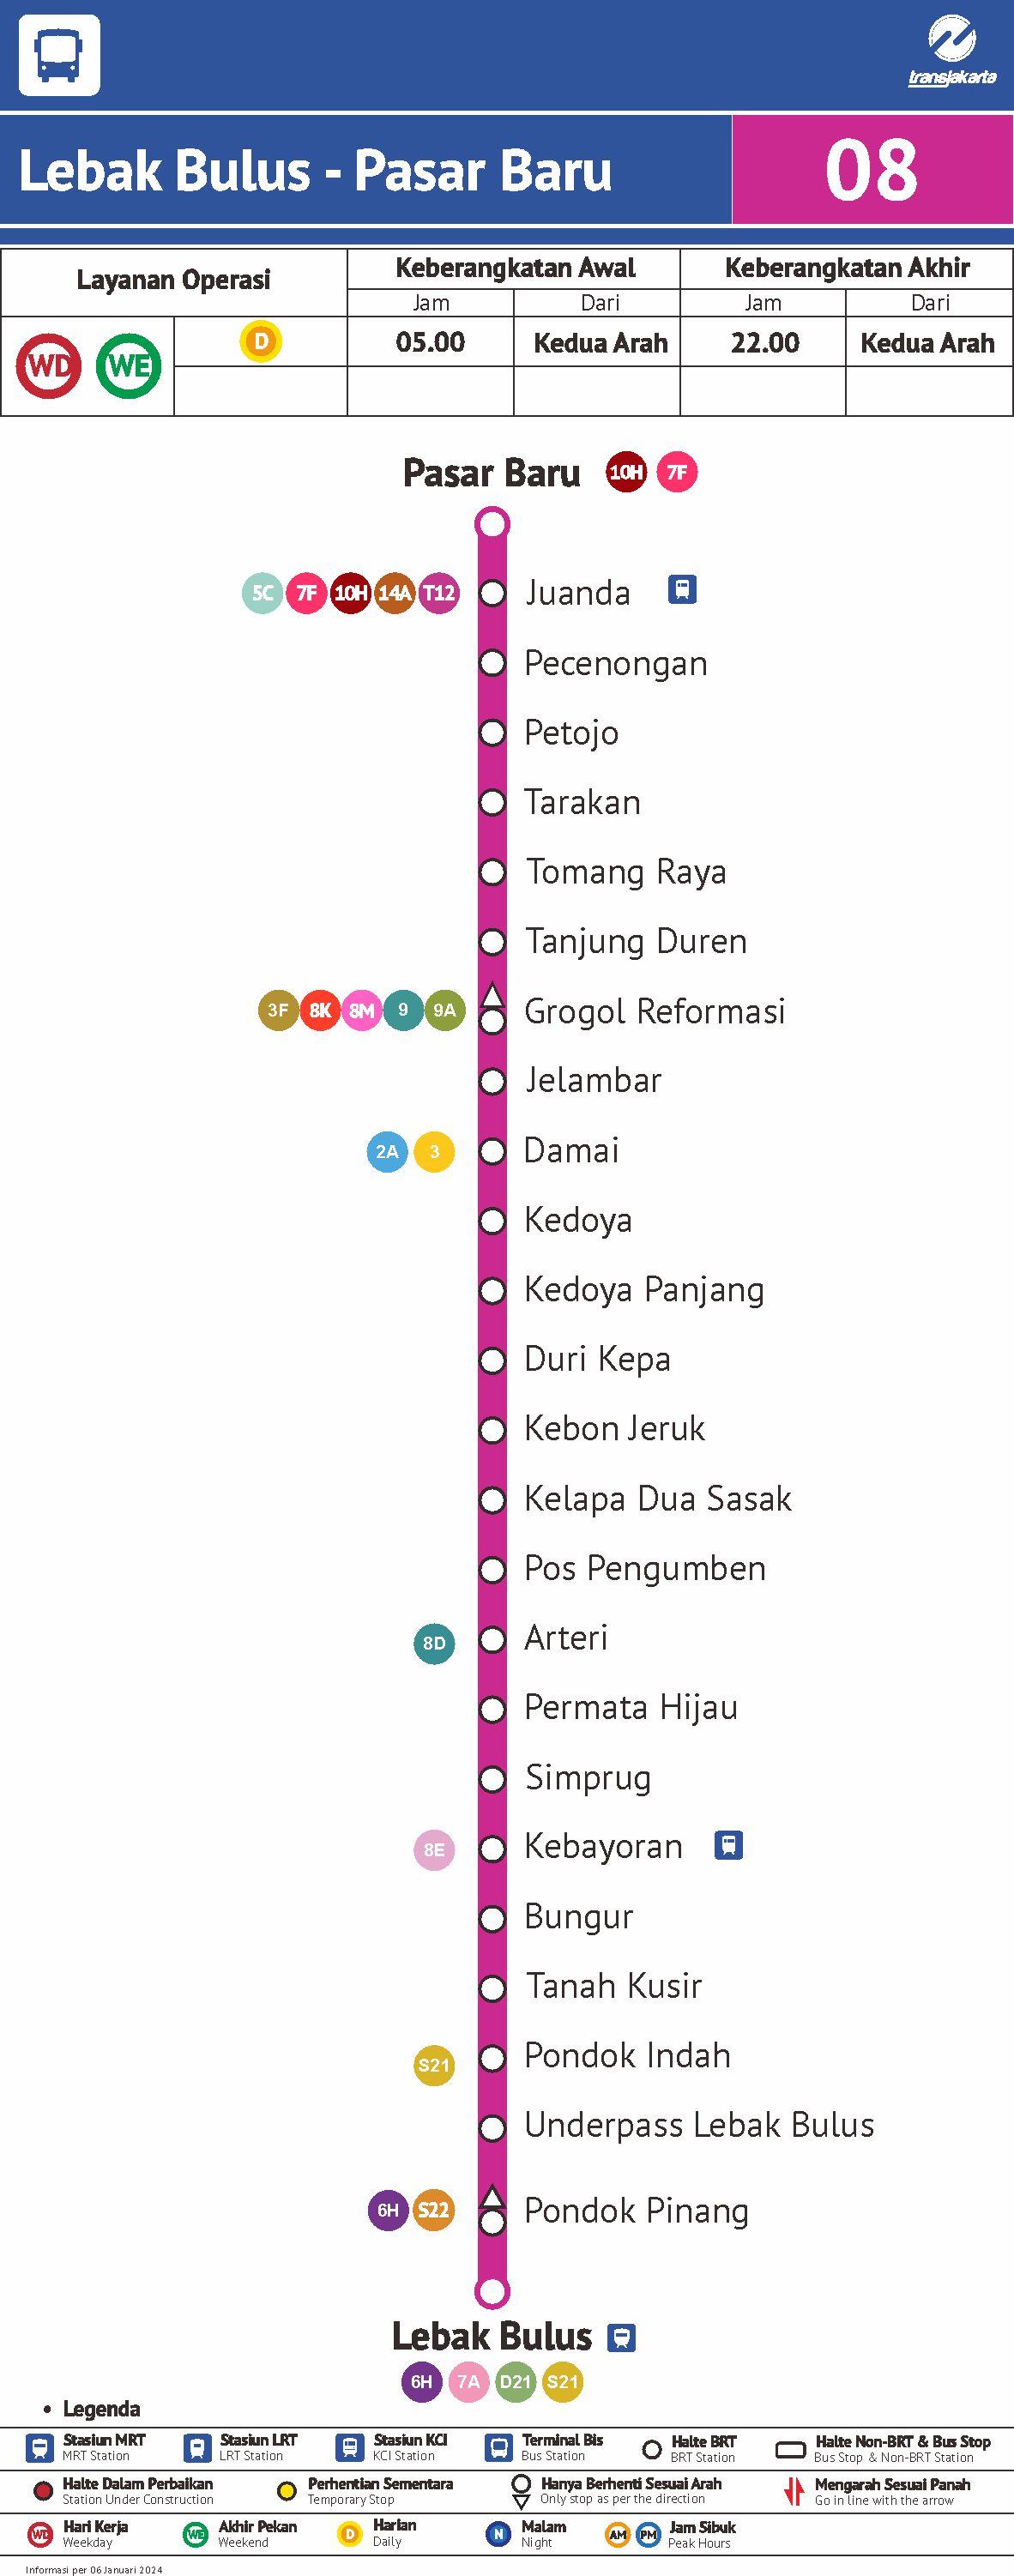 transjakarta
Lebak Bulus - Pasar Baru
08
Layanan Operasi
Keberangkatan Awal
Keberangkatan Akhir
Jam
Dari
Jam
Dari
WD WE
D
05.00
Kedua Arah
22.00
Kedua Arah
Pasar Baru 10H 7F
5C 7F 10H 14A T12 Juanda
Pecenongan
Petojo
Tarakan
Tomang Raya
Tanjung Duren
3F 8K 8M 9 9A Grogol Reformasi
Jelambar
2A 3 Damai
Kedoya
Kedoya Panjang
Duri Kepa
Kebon Jeruk
Kelapa Dua Sasak
Pos Pengumben
8D Arteri
Permata Hijau
Simprug
8E Kebayoran
Bungur
Tanah Kusir
S21 Pondok Indah
Underpass Lebak Bulus
6H S22 Pondok Pinang
Lebak Bulus
6H 7A D21 S21
• Legenda
Stasiun MRT
MRT Station
Stasiun LRT
LRT Station
Stasiun KCI
KCI Station
Terminal Bis
Bus Station
Halte BRT
BRT Station
Halte Non-BRT & Bus Stop
Bus Stop & Non-BRT Station
Halte Dalam Perbaikan
Station Under Construction
Perhentian Sementara
Temporary Stop
Hanya Berhenti Sesuai Arah
Only stop as per the direction
Mengarah Sesuai Panah
Go in line with the arrow
WD Hari Kerja
Weekday
WE Akhir Pekan
Weekend
D Harian
Daily
N Malam
Night
AM PM Jam Sibuk
Peak Hours
Informasi per 06 Januari 2024